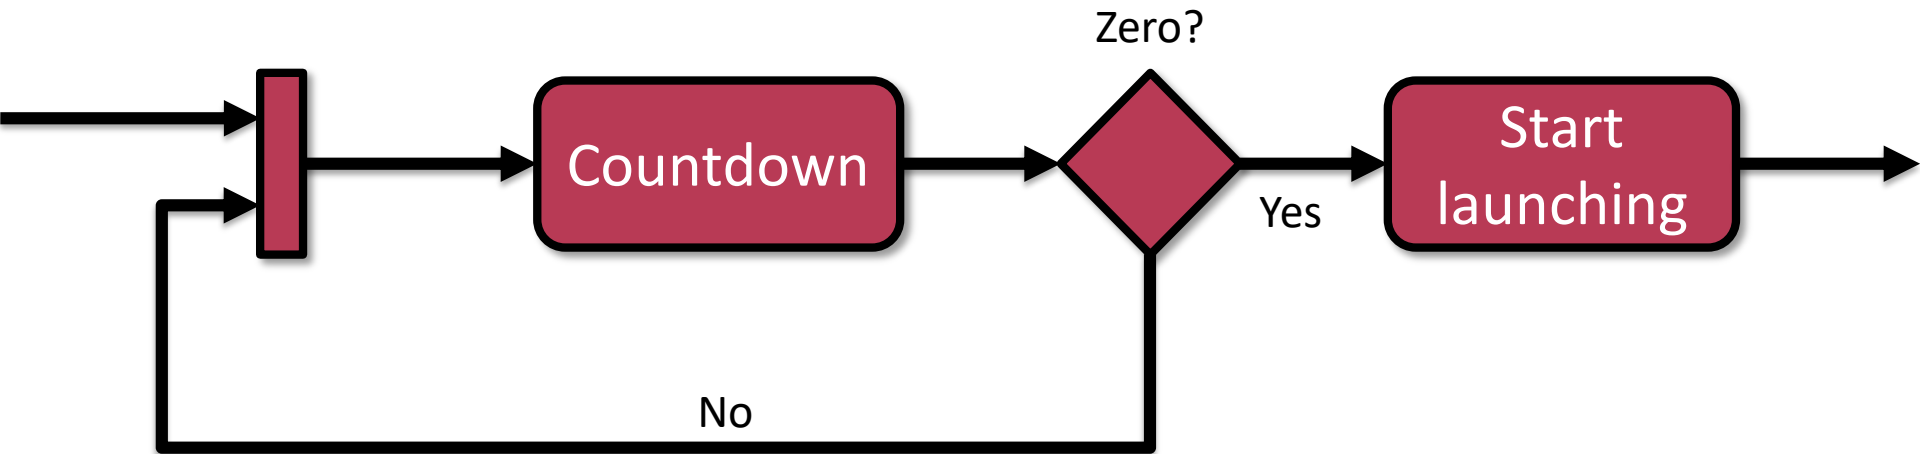 Zero?
Countdown
Start
launching
Yes
No